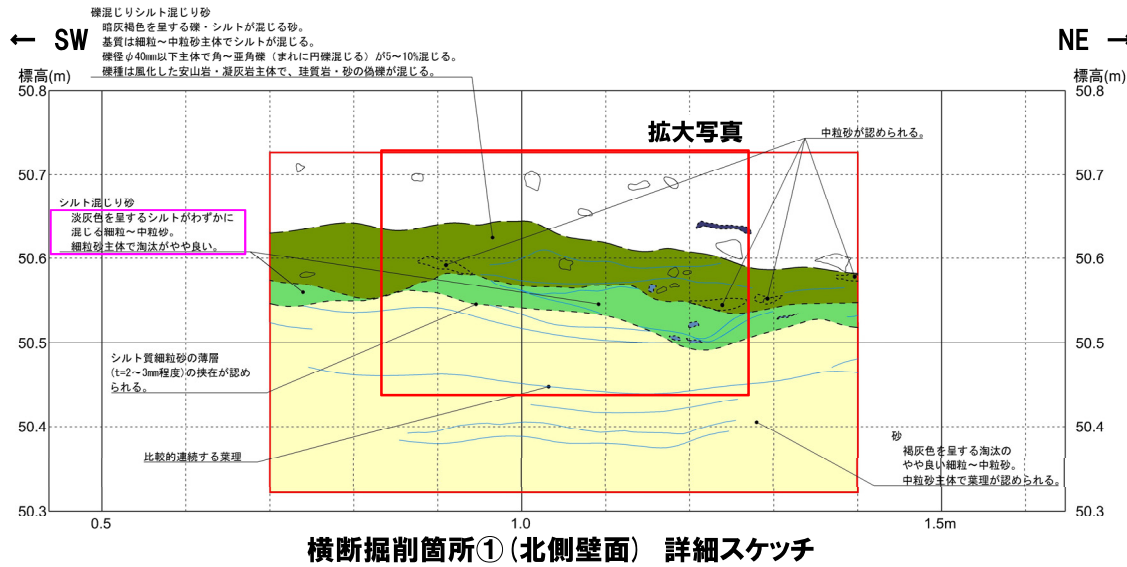 礫混じりシルト混じり砂
暗灰褐色を呈する礫・シルトが混じる砂。
基質は細粒～中粒砂主体でシルトが混じる。
礫径φ40mm以下主体で角～亜角礫（まれに円礫混じる）が5～10%混じる。
礫種は風化した安山岩・凝灰岩主体で、珪質岩・砂の偽礫が混じる。
← SW
NE →
標高(m)
標高(m)
50.8
50.8
拡大写真
中粒砂が認められる。
50.7
50.7
シルト混じり砂
淡灰色を呈するシルトがわずかに
混じる細粒～中粒砂。
細粒砂主体で淘汰がやや良い。
50.6
50.6
50.5
50.5
シルト質細粒砂の薄層
(t=2~3mm程度)の挟在が認め
られる。
50.4
50.4
砂
褐灰色を呈する淘汰の
やや良い細粒～中粒砂。
中粒砂主体で葉理が認められる。
比較的連続する葉理
50.3
50.3
0.5
1.0
1.5m
横断掘削箇所①(北側壁面)　詳細スケッチ